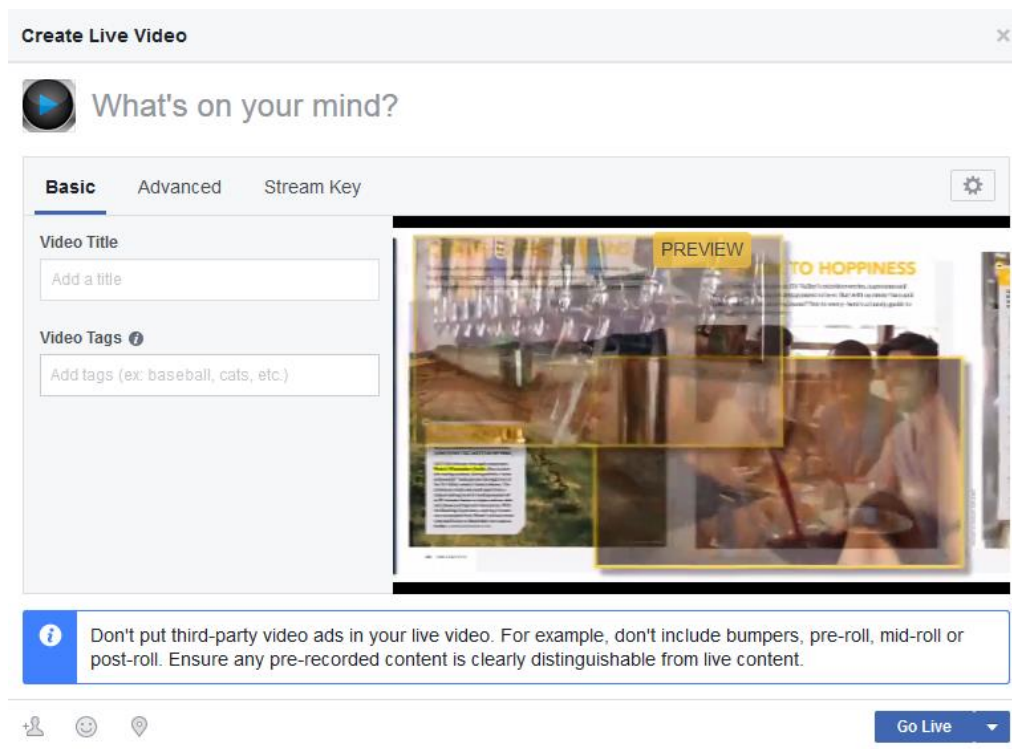 Create Live Video
What's on your mind?
Basic Advanced Stream Key
Video Title
Add a title
Video Tags
Add tags (ex: baseball, cats, etc.)
PREVIEW
TO HOPPINESS
Don't put third-party video ads in your live video. For example, don't include bumpers, pre-roll, mid-roll or
post-roll. Ensure any pre-recorded content is clearly distinguishable from live content.
Go Live